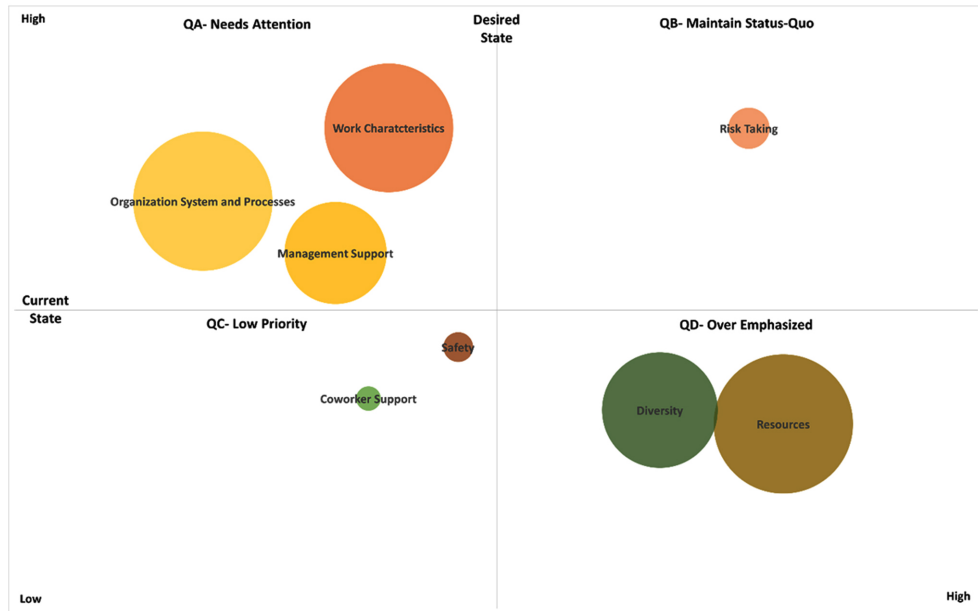 High
QA- Needs Attention
Desired
State
QB- Maintain Status-Quo
Work Charatcteristics
Risk Taking
Organization System and Processes
Management Support
Current
State
QC- Low Priority
QD- Over Emphasized
Safety
Coworker Support
Diversity
Resources
Low
High